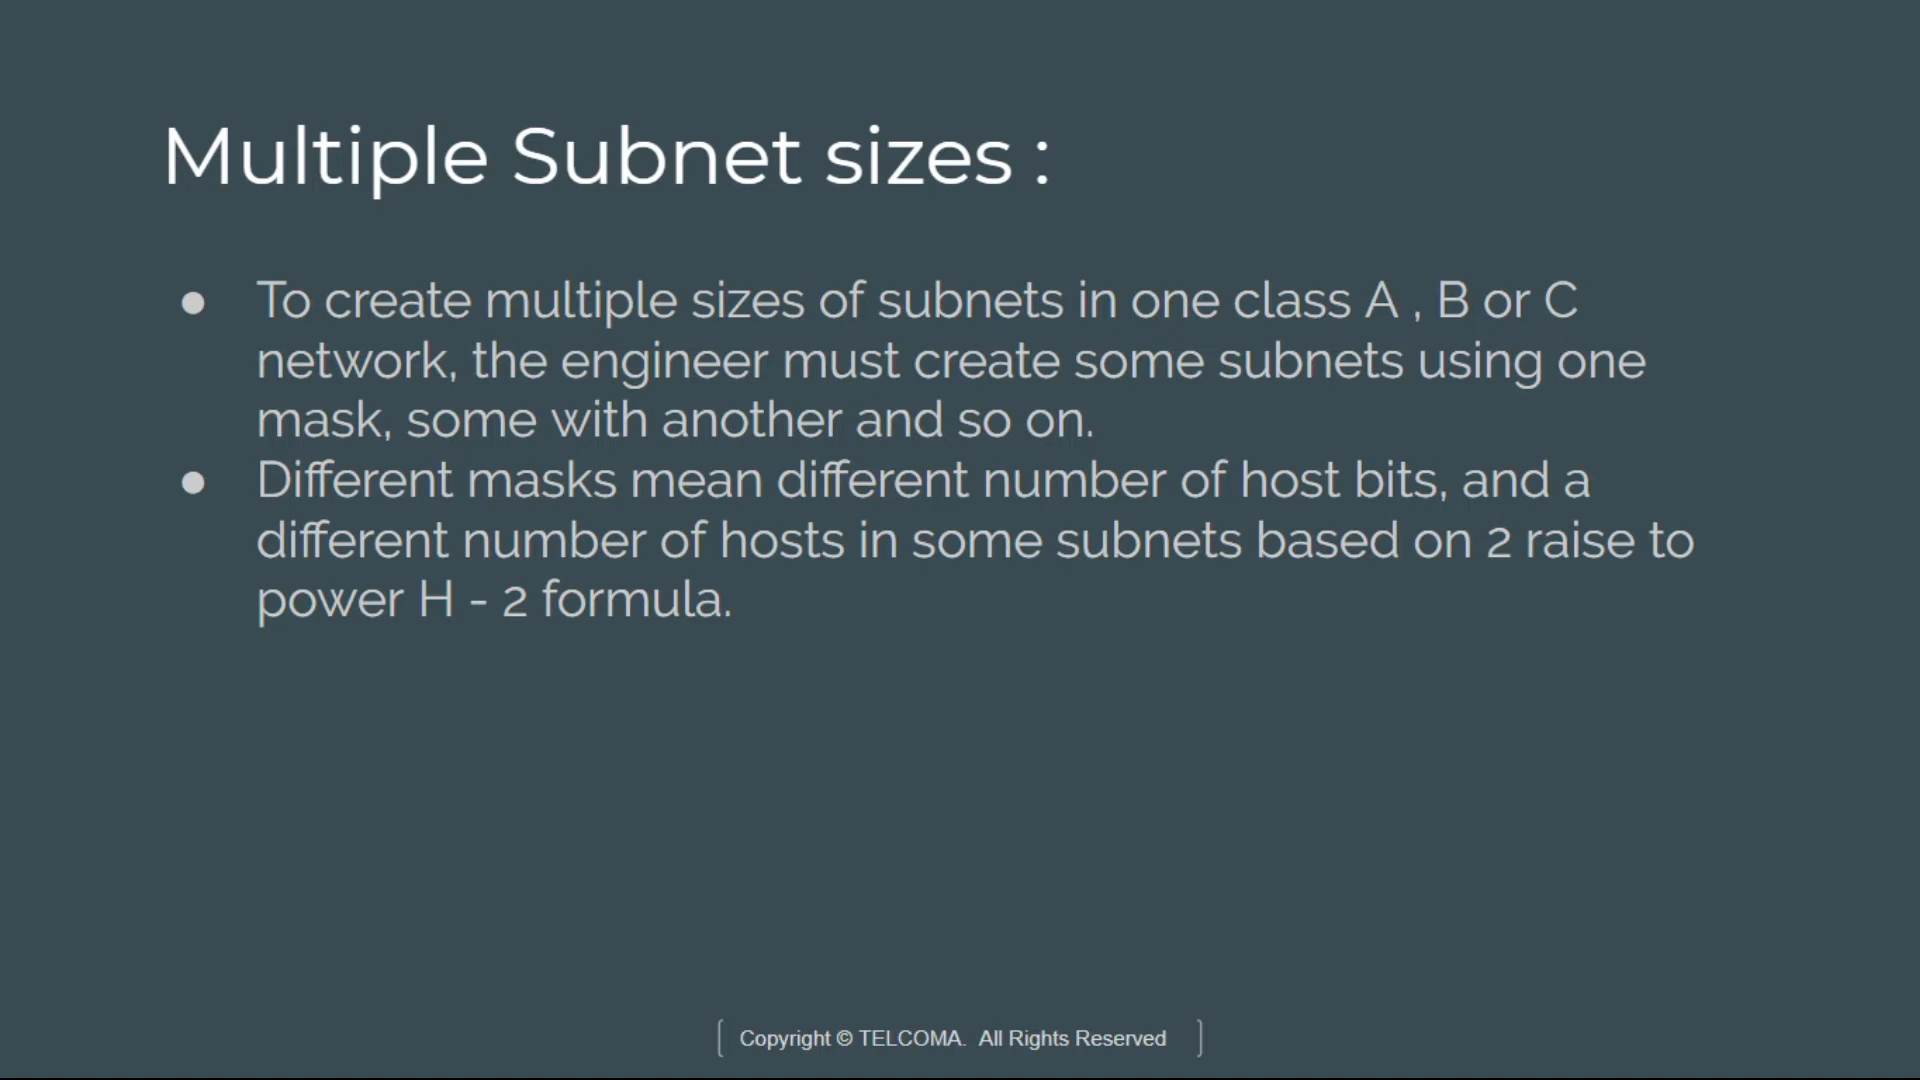 Multiple Subnet sizes :
● To create multiple sizes of subnets in one class A , B or C
network, the engineer must create some subnets using one
mask, some with another and so on.
● Different masks mean different number of host bits, and a
different number of hosts in some subnets based on 2 raise to
power H - 2 formula.
Copyright © TELCOMA. All Rights Reserved